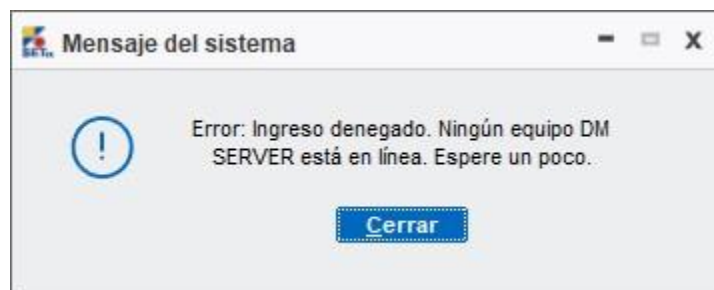 Mensaje del sistema
Error: Ingreso denegado. Ningún equipo DM
SERVER está en línea. Espere un poco.
Cerrar